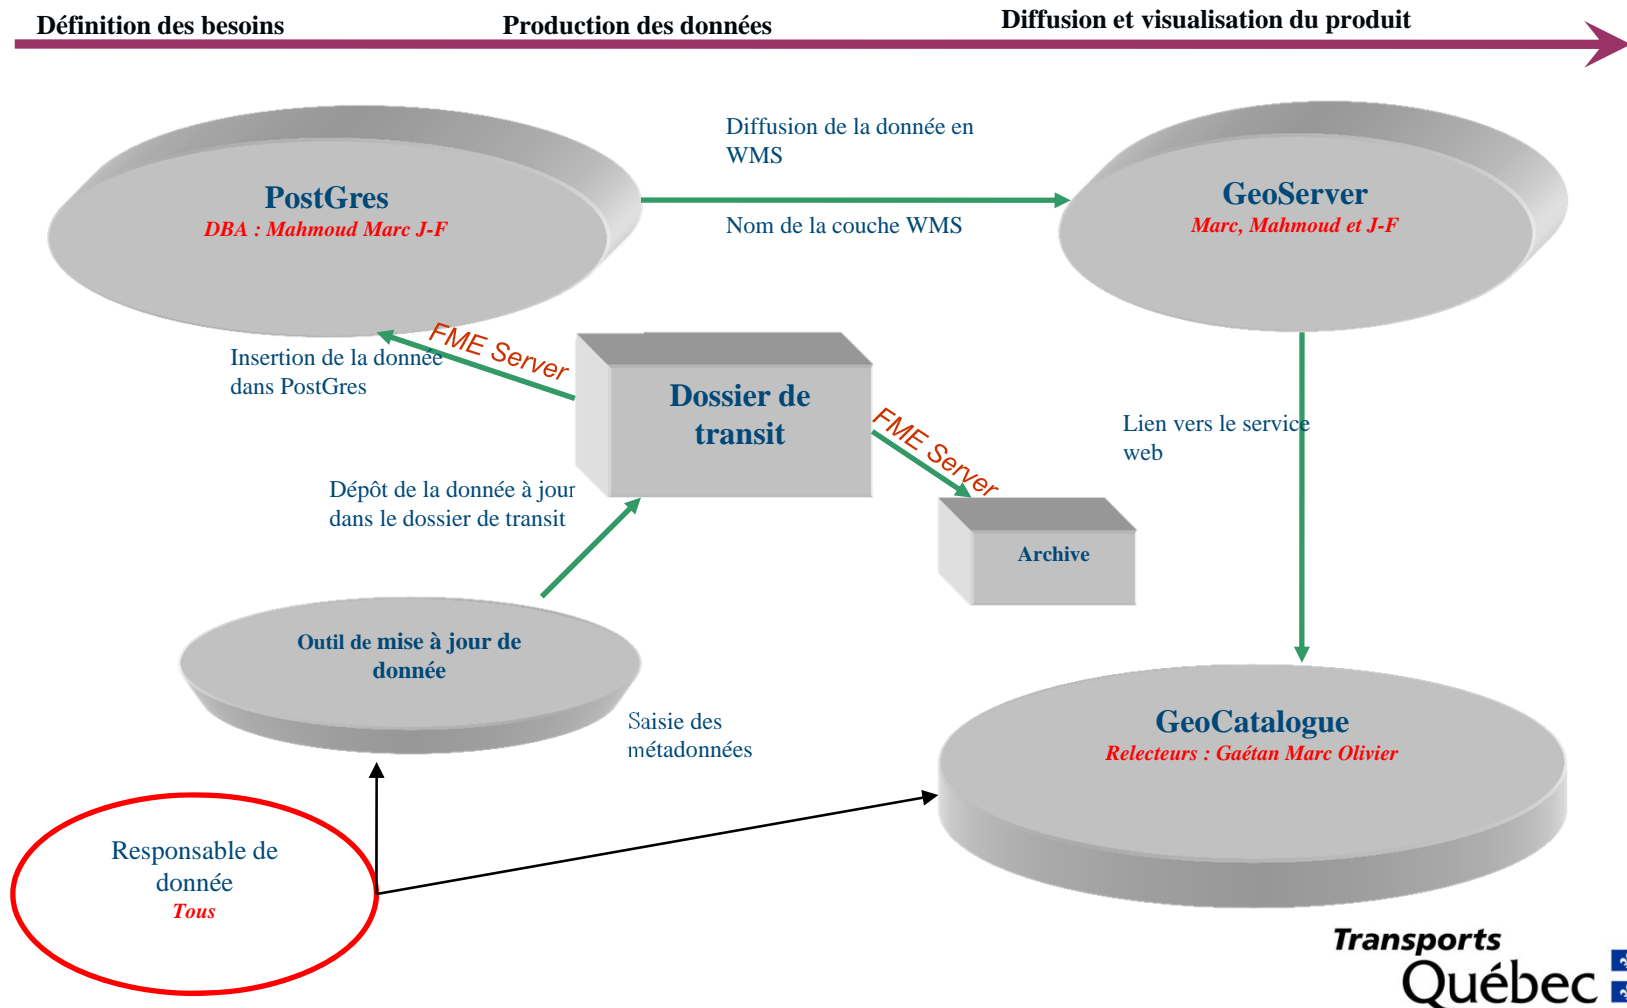 Définition des besoins
Production des données
Diffusion et visualisation du produit
PostGres
DBA : Mahmoud Marc J-F
Diffusion de la donnée en
WMS
Nom de la couche WMS
GeoServer
Marc, Mahmoud et J-F
FME Server
Insertion de la donnée
dans PostGres
Dossier de
transit
FME Server
Lien vers le service
web
Dépôt de la donnée à jour
dans le dossier de transit
Archive
Outil de mise à jour de
donnée
Saisie des
métadonnées
GeoCatalogue
Relecteurs : Gaétan Marc Olivier
Responsable de
donnée
Tous
Transports
Québec